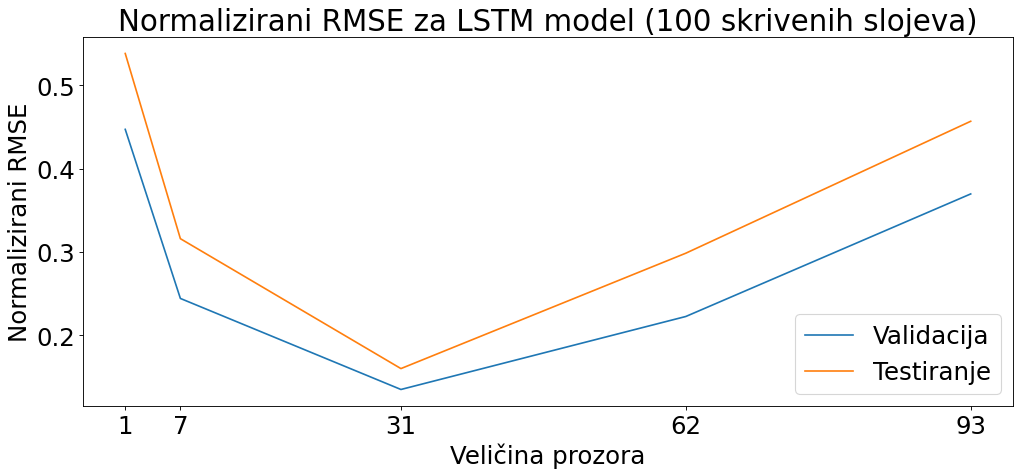 Normalizirani RMSE za LSTM model (100 skrivenih slojeva)
Normalizirani RMSE
0.5
0.4
0.3
0.2
Validacija
Testiranje
1 7 31 62 93
Veličina prozora